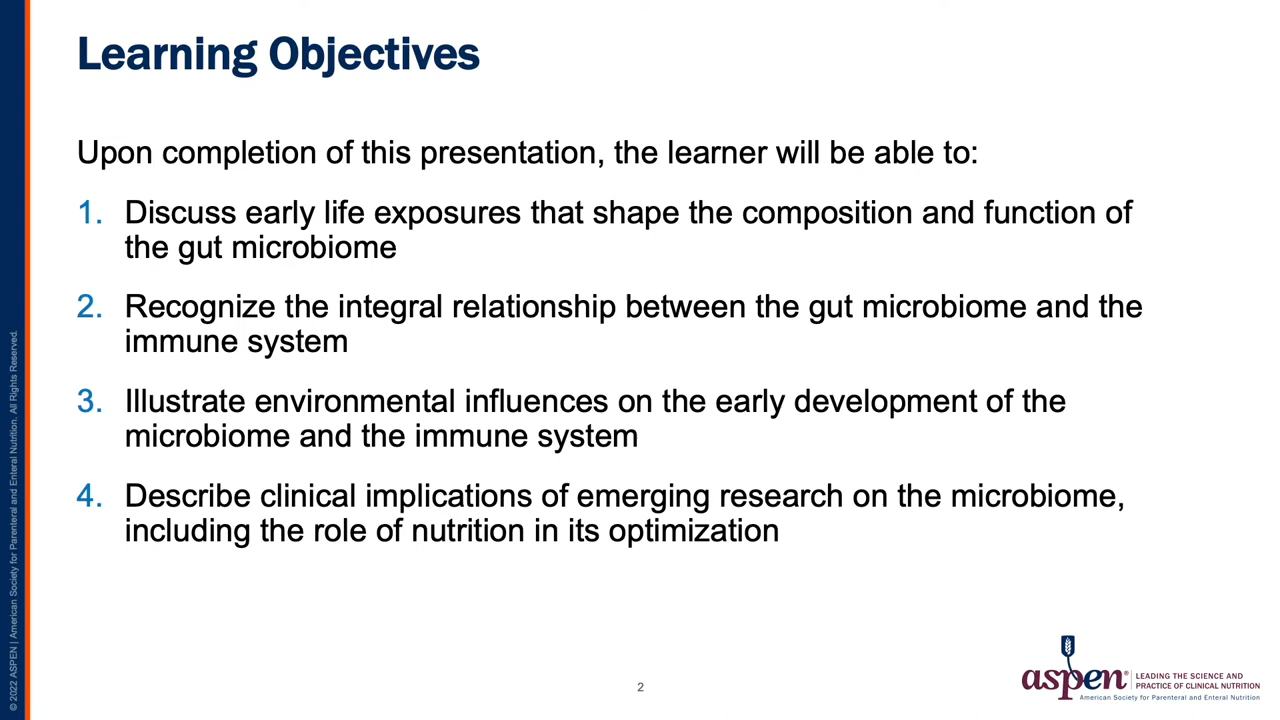 Learning Objectives
Upon completion of this presentation, the learner will be able to:
1. Discuss early life exposures that shape the composition and function of
the gut microbiome
2. Recognize the integral relationship between the gut microbiome and the
immune system
3. Illustrate environmental influences on the early development of the
microbiome and the immune system
4. Describe clinical implications of emerging research on the microbiome,
including the role of nutrition in its optimization
© 2022 ASPEN | American Society for Parenteral and Enteral Nutrition. All Rights Reserved.
2
aspen®
LEADING THE SCIENCE AND
PRACTICE OF CLINICAL NUTRITION
American Society for Parenteral and Enteral Nutrition